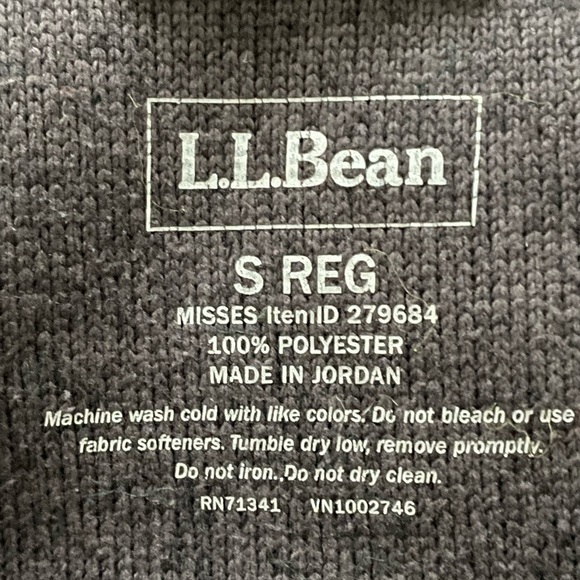 L.L.Bean
S REG
MISSES ItemID 279684
100% POLYESTER
MADE IN JORDAN
Machine wash cold with like colors. Do not bleach or use
fabric softeners. Tumble dry low, remove promptly.
Do not iron. Do not dry clean.
RN71341 VN1002746